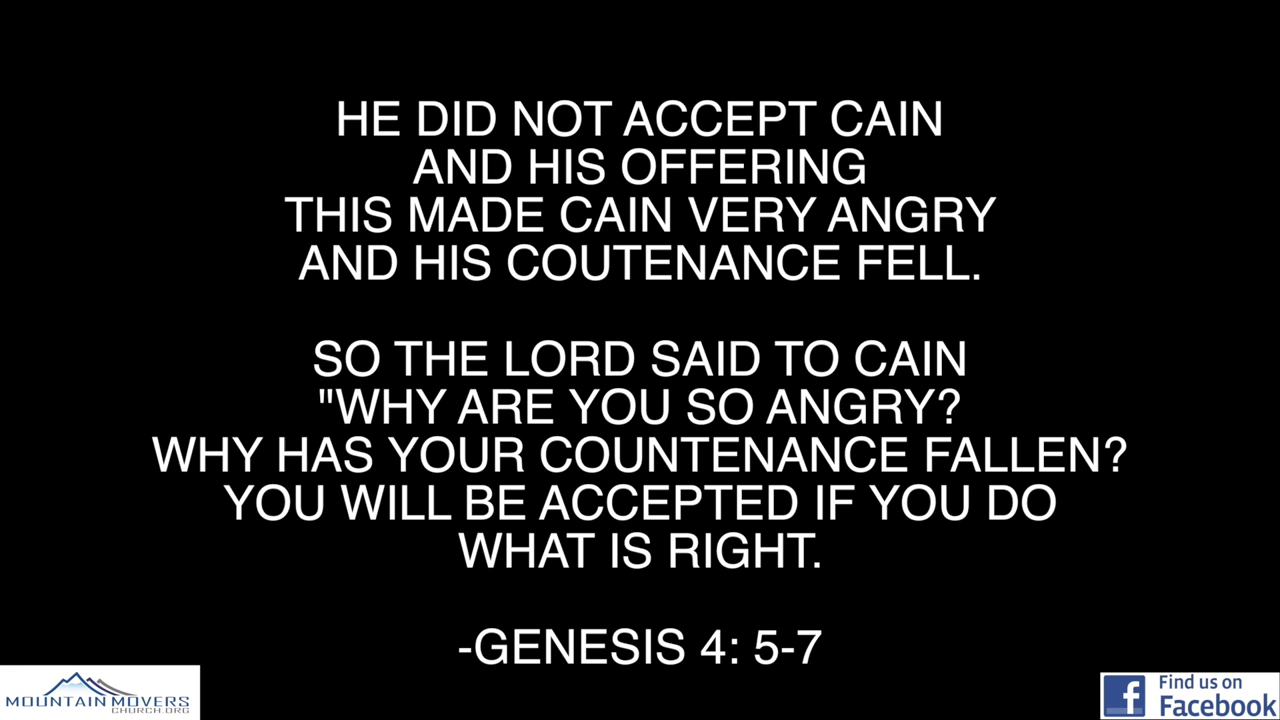 HE DID NOT ACCEPT CAIN
AND HIS OFFERING
THIS MADE CAIN VERY ANGRY
AND HIS COUTENANCE FELL.
SO THE LORD SAID TO CAIN
"WHY ARE YOU SO ANGRY?
WHY HAS YOUR COUNTENANCE FALLEN?
YOU WILL BE ACCEPTED IF YOU DO
WHAT IS RIGHT.
-GENESIS 4: 5-7
MOUNTAIN MOVERS
CHURCH.ORG
f Find us on
Facebook